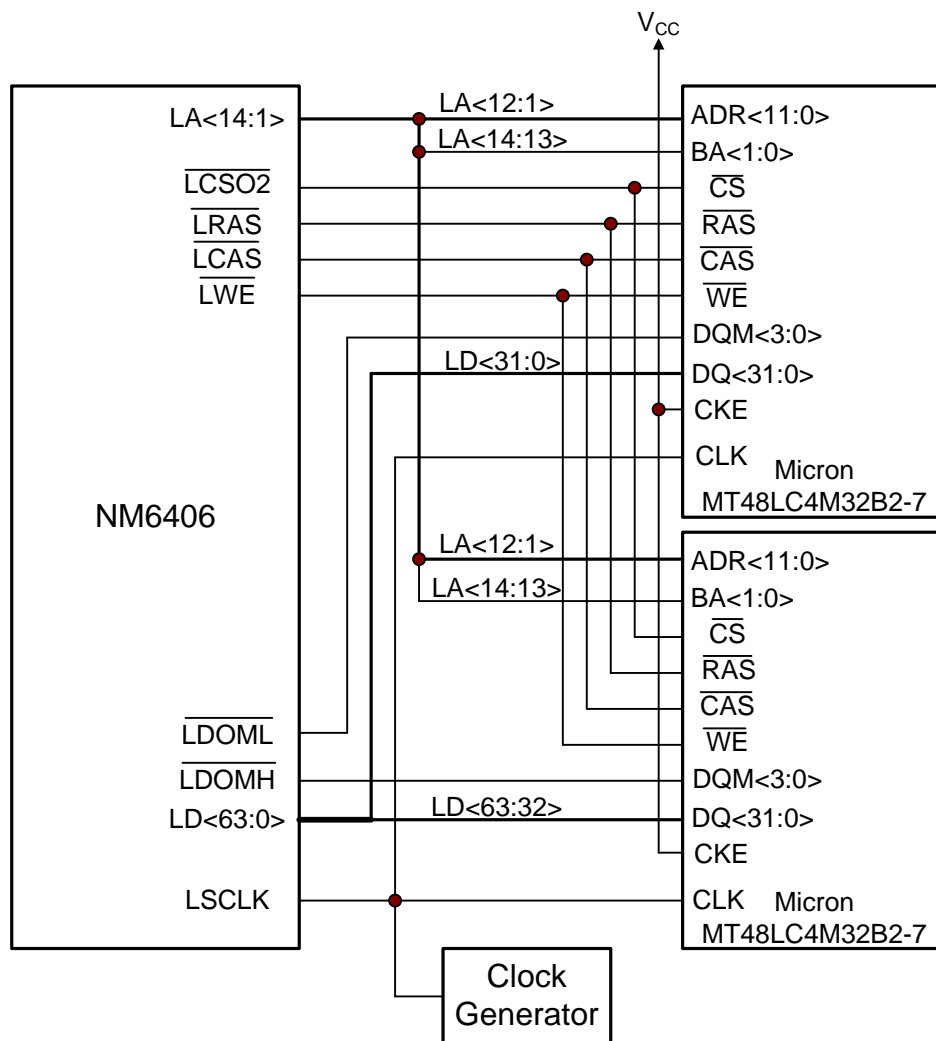 VCC
LA<14:1>
LCSO2
LRAS
LCAS
LWE
NM6406
LDOML
LDOMH
LD<63:0>
LSCLK
LA<12:1>
LA<14:13>
LD<31:0>
LA<12:1>
LA<14:13>
LD<63:32>
ADR<11:0>
BA<1:0>
CS
RAS
CAS
WE
DQM<3:0>
DQ<31:0>
CKE
CLK
Micron
MT48LC4M32B2-7
ADR<11:0>
BA<1:0>
CS
RAS
CAS
WE
DQM<3:0>
DQ<31:0>
CKE
CLK
Micron
MT48LC4M32B2-7
Clock
Generator